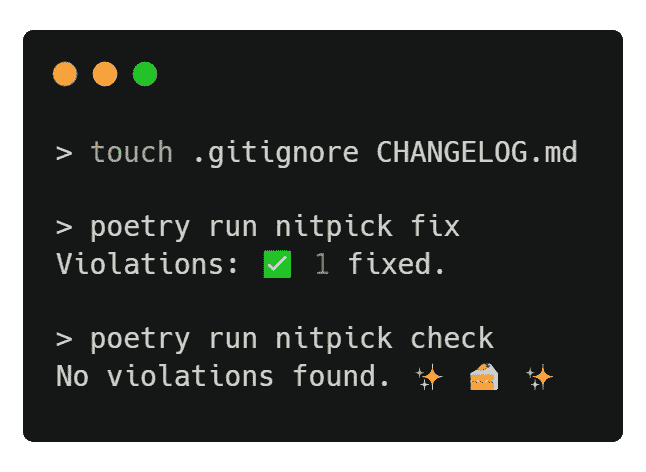 > touch .gitignore CHANGELOG.md
> poetry run nitpick fix
Violations: ✅ 1 fixed.
> poetry run nitpick check
No violations found. ✨ 🍰 ✨